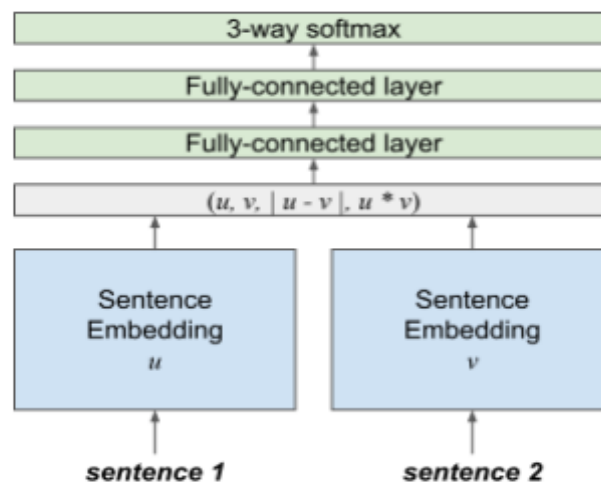 3-way softmax
Fully-connected layer
Fully-connected layer
(u, v, | u - v |, u * v)
Sentence
Embedding
u
Sentence
Embedding
v
sentence 1
sentence 2